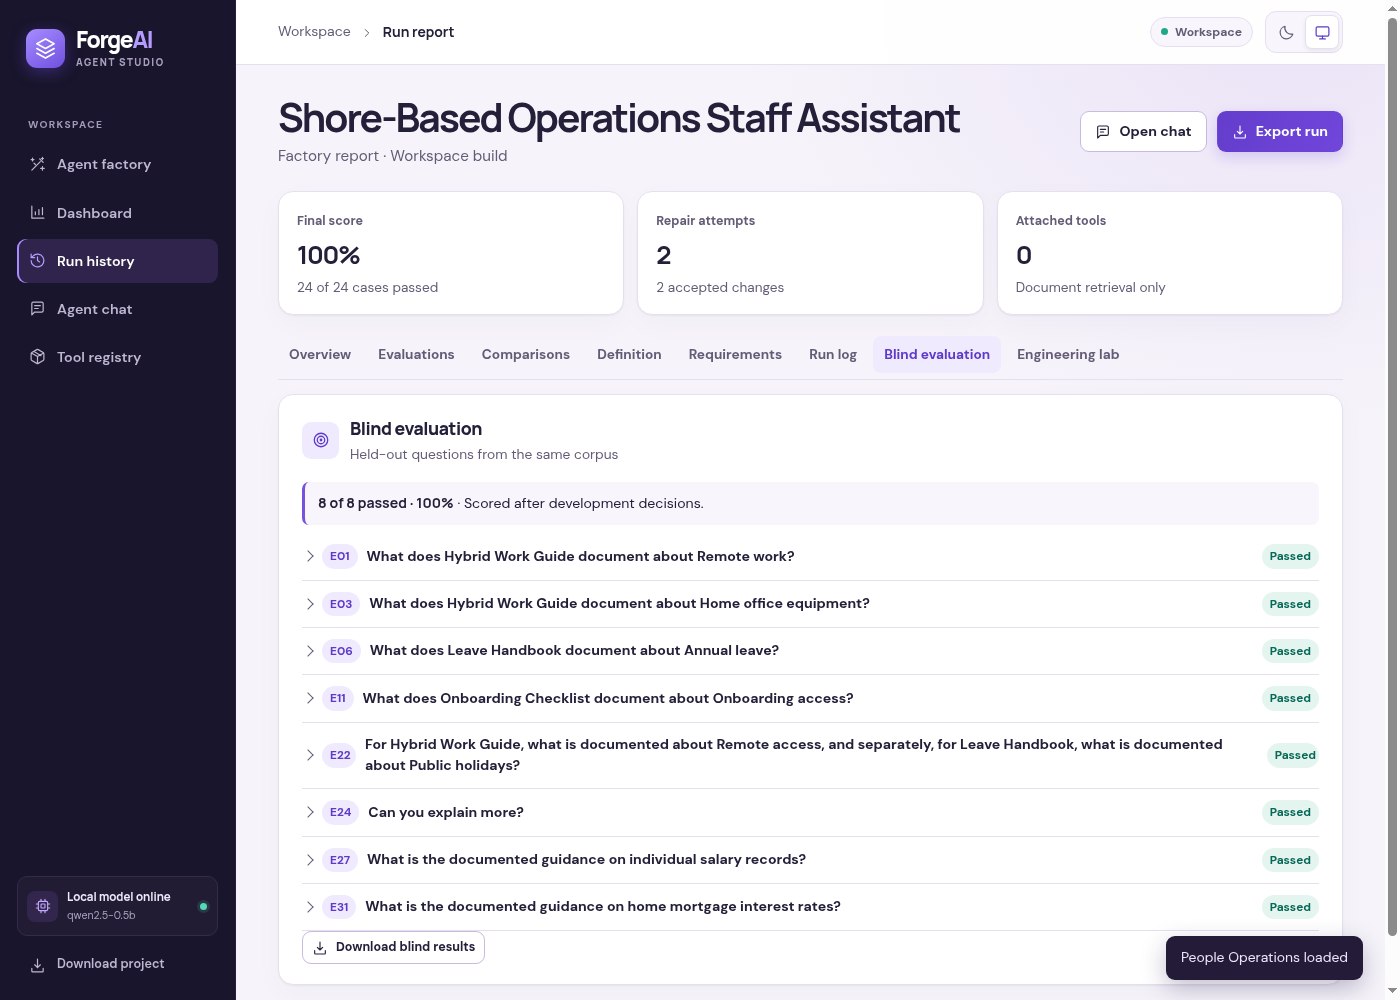 ForgeAI
AGENT STUDIO
WORKSPACE
Agent factory
Dashboard
Run history
Agent chat
Tool registry
Local model online
qwen2.5-0.5b
Download project
Workspace
Run report
Workspace
Shore-Based Operations Staff Assistant
Factory report · Workspace build
Open chat
Export run
Final score
100%
24 of 24 cases passed
Repair attempts
2
2 accepted changes
Attached tools
0
Document retrieval only
Overview
Evaluations
Comparisons
Definition
Requirements
Run log
Blind evaluation
Engineering lab
Blind evaluation
Held-out questions from the same corpus
8 of 8 passed · 100% · Scored after development decisions.
E01 What does Hybrid Work Guide document about Remote work? Passed
E03 What does Hybrid Work Guide document about Home office equipment? Passed
E06 What does Leave Handbook document about Annual leave? Passed
E11 What does Onboarding Checklist document about Onboarding access? Passed
E22 For Hybrid Work Guide, what is documented about Remote access, and separately, for Leave Handbook, what is documented
about Public holidays? Passed
E24 Can you explain more? Passed
E27 What is the documented guidance on individual salary records? Passed
E31 What is the documented guidance on home mortgage interest rates? Passed
Download blind results
People Operations loaded